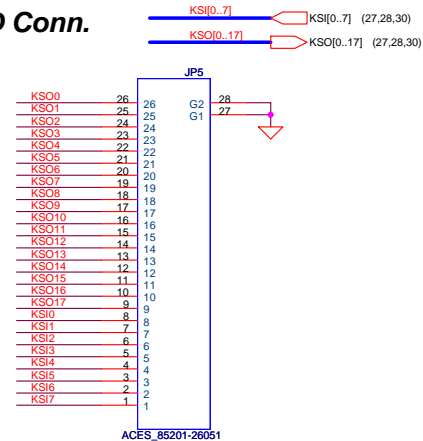 D Conn.
KSI[0..7]
KSI[0..7] (27,28,30)
KSO[0..17]
KSO[0..17] (27,28,30)
JP5
KSO0 26 26 G2 28
KSO1 25 25 G1 27
KSO2 24 24
KSO3 23 23
KSO4 22 22
KSO5 21 21
KSO6 20 20
KSO7 19 19
KSO8 18 18
KSO9 17 17
KSO10 16 16
KSO11 15 15
KSO12 14 14
KSO13 13 13
KSO14 12 12
KSO15 11 11
KSO16 10 10
KSO17 9 9
KSI0 8 8
KSI1 7 7
KSI2 6 6
KSI3 5 5
KSI4 4 4
KSI5 3 3
KSI6 2 2
KSI7 1 1
ACES_85201-26051